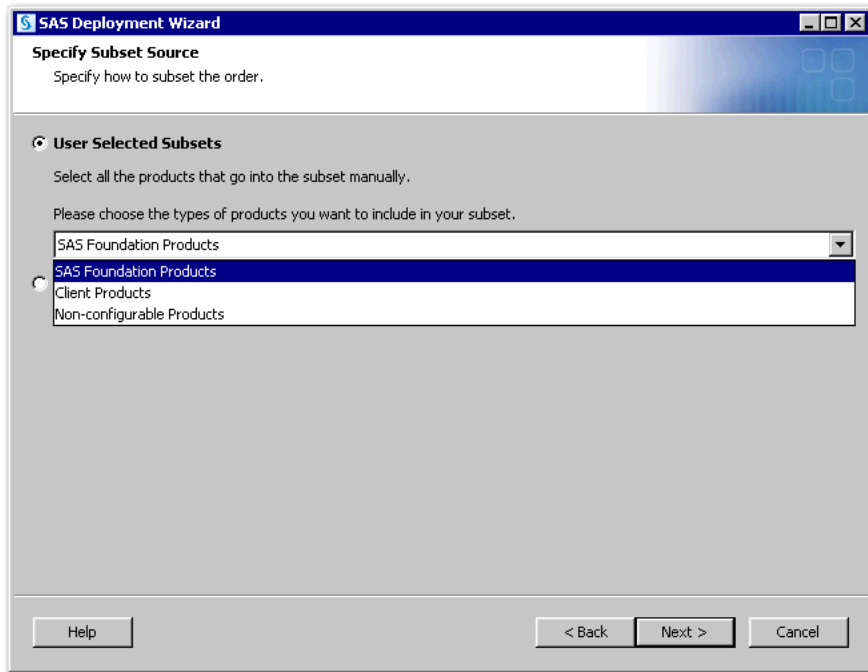 SAS Deployment Wizard
Specify Subset Source
Specify how to subset the order.
User Selected Subsets
Select all the products that go into the subset manually.
Please choose the types of products you want to include in your subset.
SAS Foundation Products
SAS Foundation Products
Client Products
Non-configurable Products
Help
< Back
Next >
Cancel